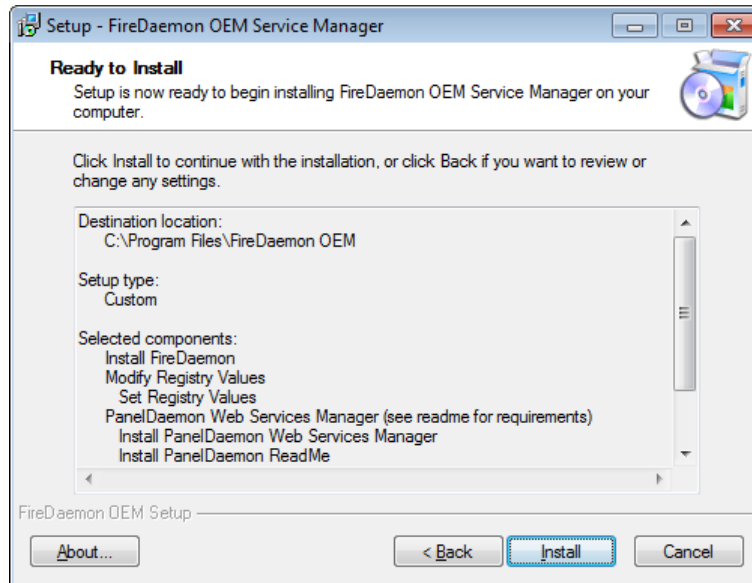 Setup - FireDaemon OEM Service Manager
Ready to Install
Setup is now ready to begin installing FireDaemon OEM Service Manager on your
computer.
Click Install to continue with the installation, or click Back if you want to review or
change any settings.
Destination location:
C:\Program Files\FireDaemon OEM
Setup type:
Custom
Selected components:
Install FireDaemon
Modify Registry Values
Set Registry Values
PanelDaemon Web Services Manager (see readme for requirements)
Install PanelDaemon Web Services Manager
Install PanelDaemon ReadMe
FireDaemon OEM Setup
About...
< Back
Install
Cancel